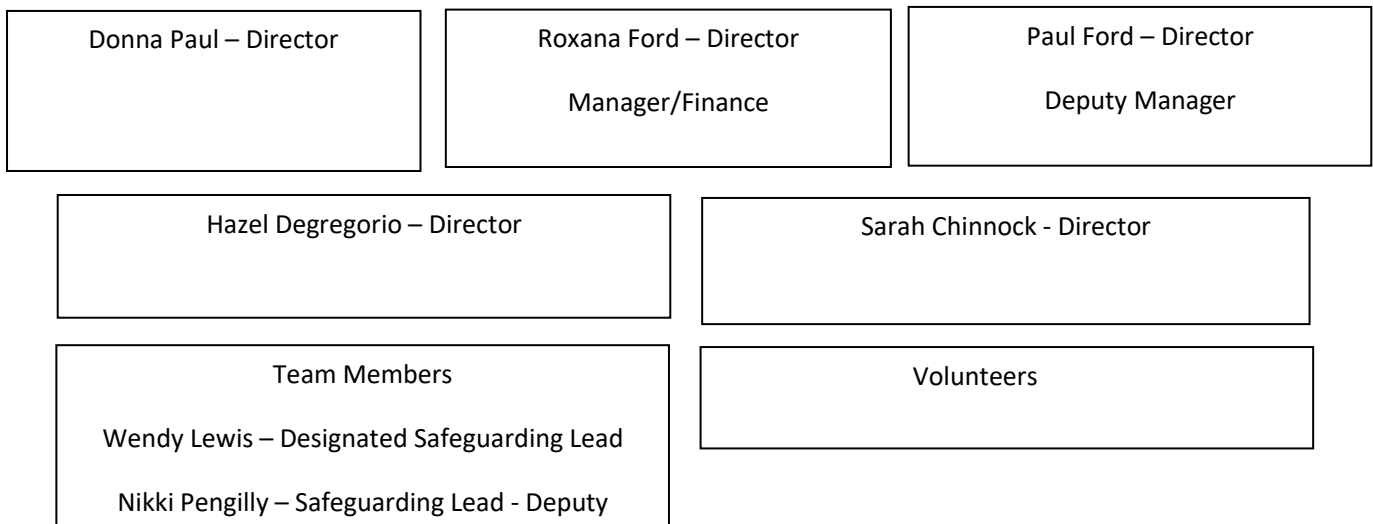 Donna Paul – Director
Roxana Ford – Director
Manager/Finance
Paul Ford – Director
Deputy Manager
Hazel Degregorio – Director
Sarah Chinnock - Director
Team Members
Wendy Lewis – Designated Safeguarding Lead
Nikki Pengilly – Safeguarding Lead - Deputy
Volunteers